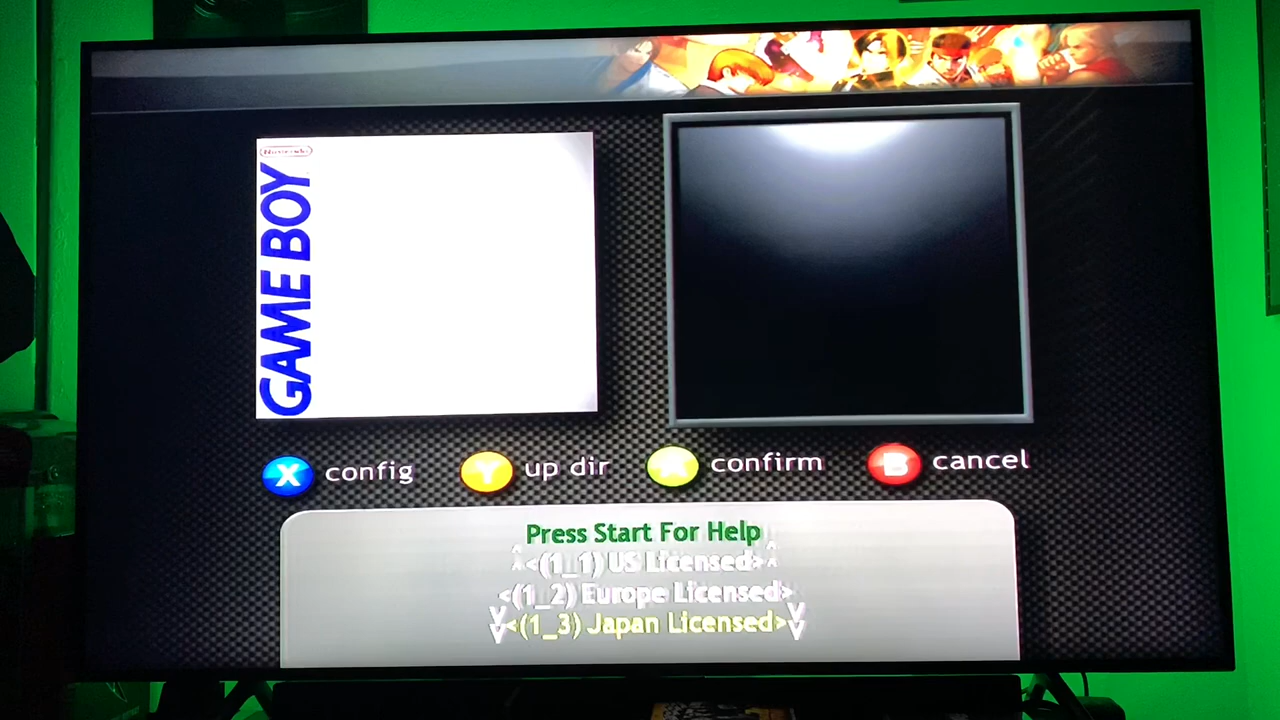 Nintendo
GAME BOY
X config
Y up dir
A confirm
B cancel
Press Start For Help
<(1_1) US Licensed>
<(1_2) Europe Licensed>
<(1_3) Japan Licensed>